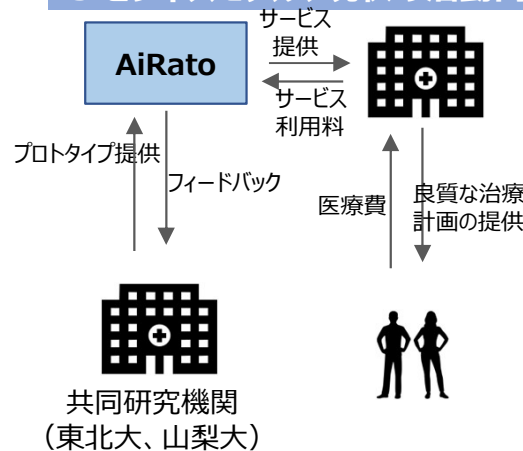 サービス
提供
AiRato
サービス
利用料
プロトタイプ提供
フィードバック
医療費
良質な治療
計画の提供
共同研究機関
（東北大、山梨大）